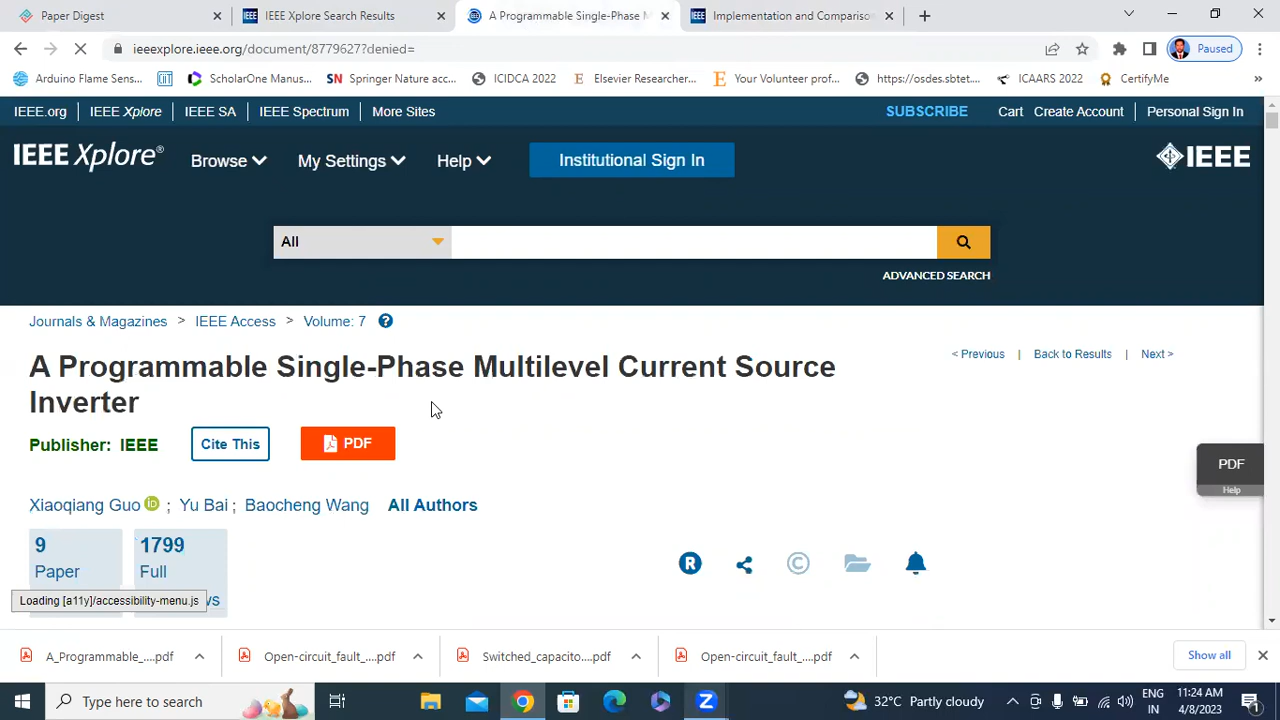 Paper Digest
IEEE Xplore Search Results
A Programmable Single-Phase M
Implementation and Comparison
ieeexplore.ieee.org/document/8779627?denied=
Paused
Arduino Flame Sens...
ScholarOne Manus...
SN Springer Nature acc...
ICIDCA 2022
Elsevier Researcher...
Your Volunteer prof...
https://osdes.sbtet....
ICAARS 2022
CertifyMe
»
IEEE.org
IEEE Xplore
IEEE SA
IEEE Spectrum
More Sites
SUBSCRIBE
Cart
Create Account
Personal Sign In
IEEE Xplore®
Browse
My Settings
Help
Institutional Sign In
IEEE
All
ADVANCED SEARCH
Journals & Magazines > IEEE Access > Volume: 7
A Programmable Single-Phase Multilevel Current Source
Inverter
< Previous | Back to Results | Next >
Publisher: IEEE
Cite This
PDF
PDF
Help
Xiaoqiang Guo ; Yu Bai ; Baocheng Wang All Authors
9
Paper
1799
Full
R
©
Loading [a11y]/accessibility-menu.js
A_Programmable_....pdf
Open-circuit_fault_....pdf
Switched_capacito....pdf
Open-circuit_fault_....pdf
Show all
Type here to search
32°C Partly cloudy
ENG
IN
11:24 AM
4/8/2023
1